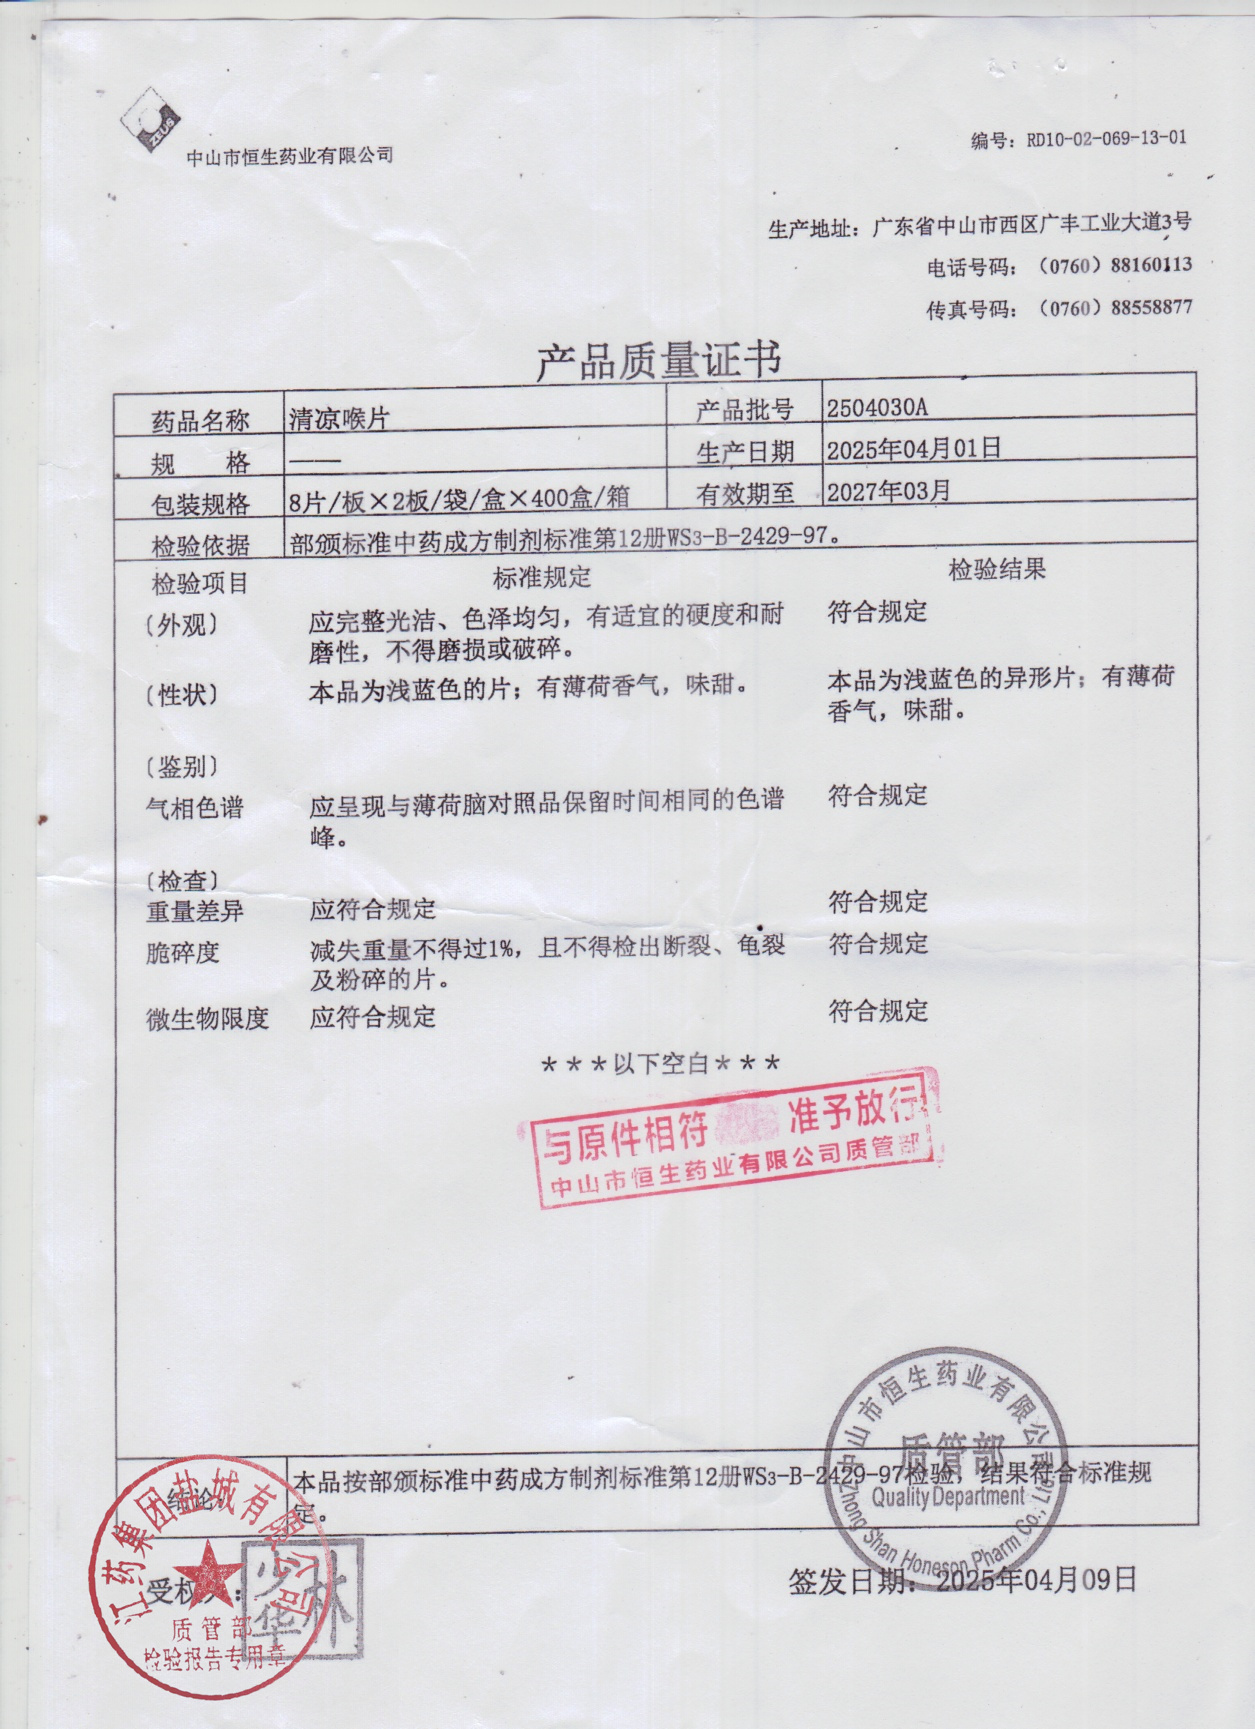 ZEUS
中山市恒生药业有限公司
编号：RD10-02-069-13-01
生产地址：广东省中山市西区广丰工业大道3号
电话号码：（0760）88160113
传真号码：（0760）88558877
产品质量证书
药品名称 清凉喉片 产品批号 2504030A
规 格 —— 生产日期 2025年04月01日
包装规格 8片/板×2板/袋/盒×400盒/箱 有效期至 2027年03月
检验依据 部颁标准中药成方制剂标准第12册WS3-B-2429-97。
检验项目 标准规定 检验结果
〔外观〕 应完整光洁、色泽均匀，有适宜的硬度和耐 符合规定
磨性，不得磨损或破碎。
〔性状〕 本品为浅蓝色的片；有薄荷香气，味甜。 本品为浅蓝色的异形片；有薄荷
香气，味甜。
〔鉴别〕
气相色谱 应呈现与薄荷脑对照品保留时间相同的色谱 符合规定
峰。
〔检查〕
重量差异 应符合规定 符合规定
脆碎度 减失重量不得过1%，且不得检出断裂、龟裂 符合规定
及粉碎的片。
微生物限度 应符合规定 符合规定
＊＊＊以下空白＊＊＊
与原件相符 准予放行
中山市恒生药业有限公司质管部
中山市恒生药业有限公司
质管部
Quality Department
Zhong Shan Honeson Pharm Co., Ltd
结论 本品按部颁标准中药成方制剂标准第12册WS3-B-2429-97检验，结果符合标准规
定。
江药集团盐城有限公司
质管部
检验报告专用章
受权人：
林少华
签发日期：2025年04月09日